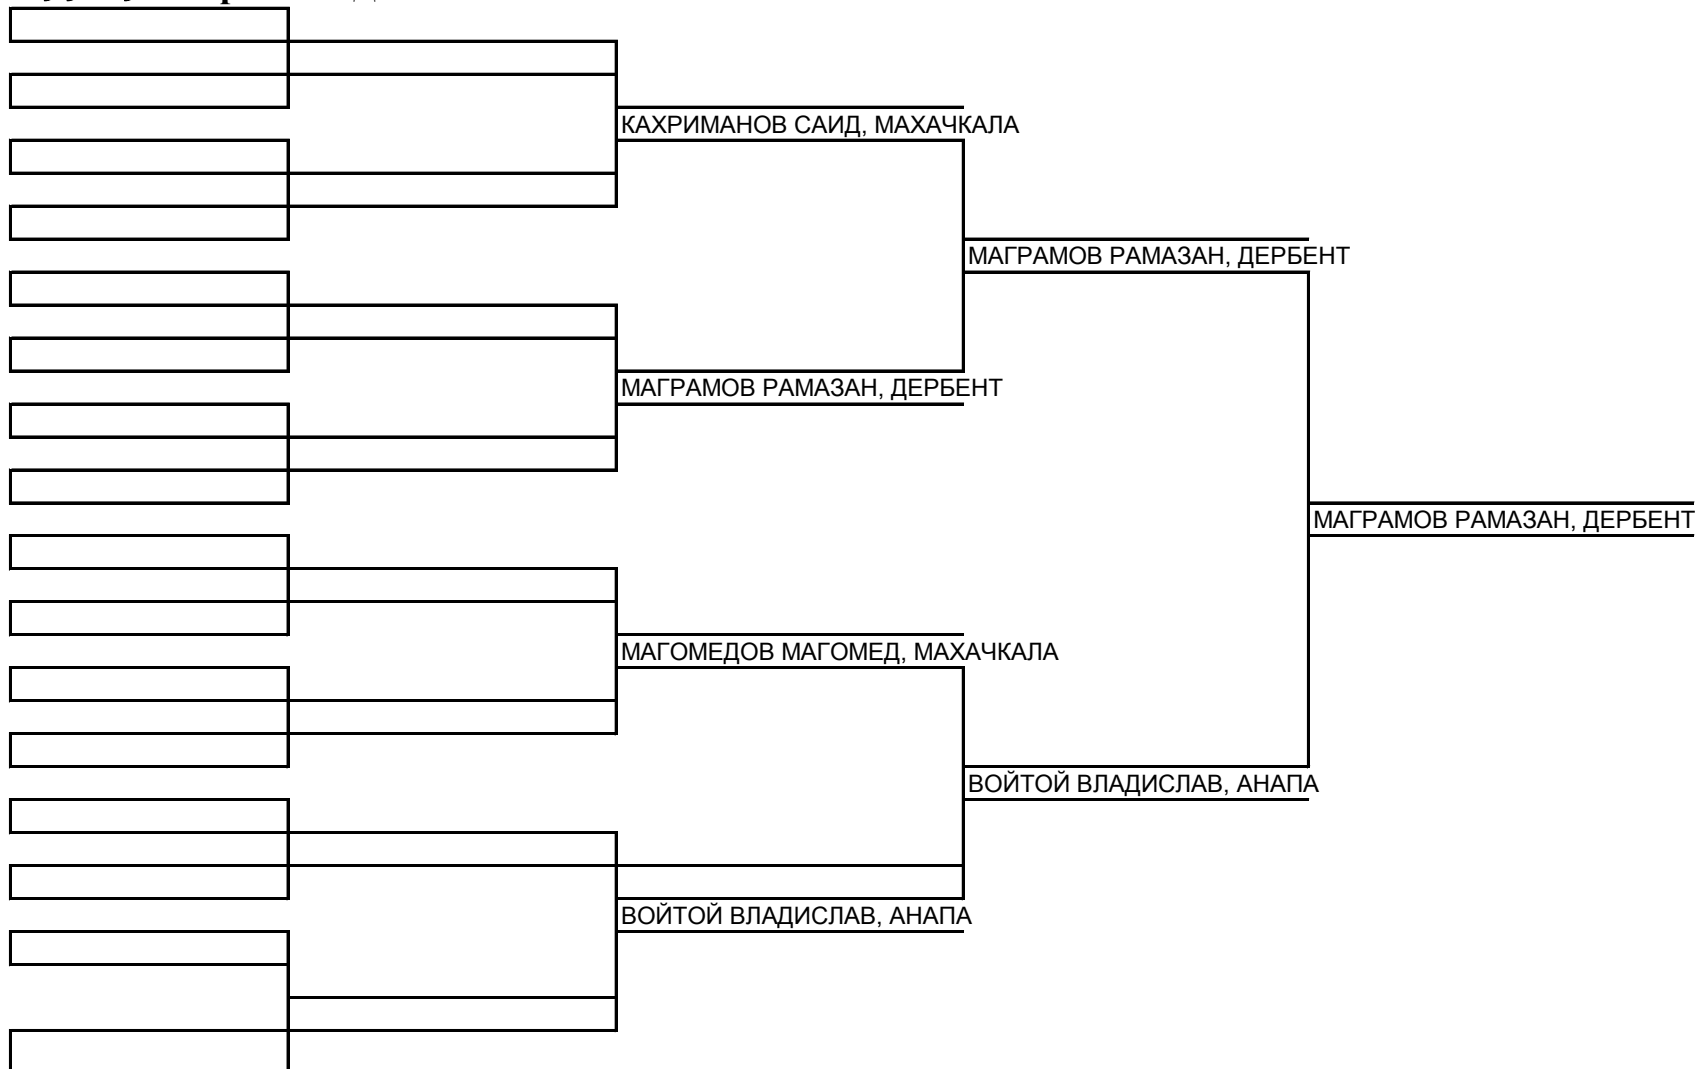 КАХРИМАНОВ САИД, МАХАЧКАЛА
МАГРАМОВ РАМАЗАН, ДЕРБЕНТ
МАГРАМОВ РАМАЗАН, ДЕРБЕНТ
МАГРАМОВ РАМАЗАН, ДЕРБЕНТ
МАГОМЕДОВ МАГОМЕД, МАХАЧКАЛА
ВОЙТОЙ ВЛАДИСЛАВ, АНАПА
ВОЙТОЙ ВЛАДИСЛАВ, АНАПА